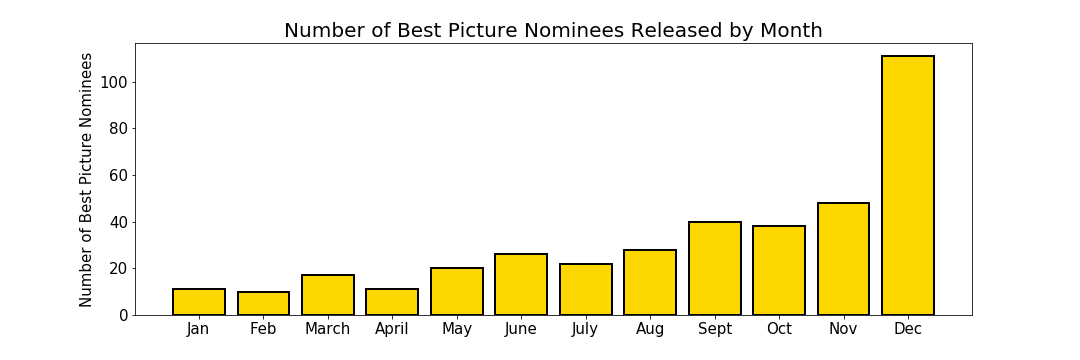 Number of Best Picture Nominees Released by Month
Number of Best Picture Nominees
100
80
60
40
20
0
Jan Feb March April May June July Aug Sept Oct Nov Dec